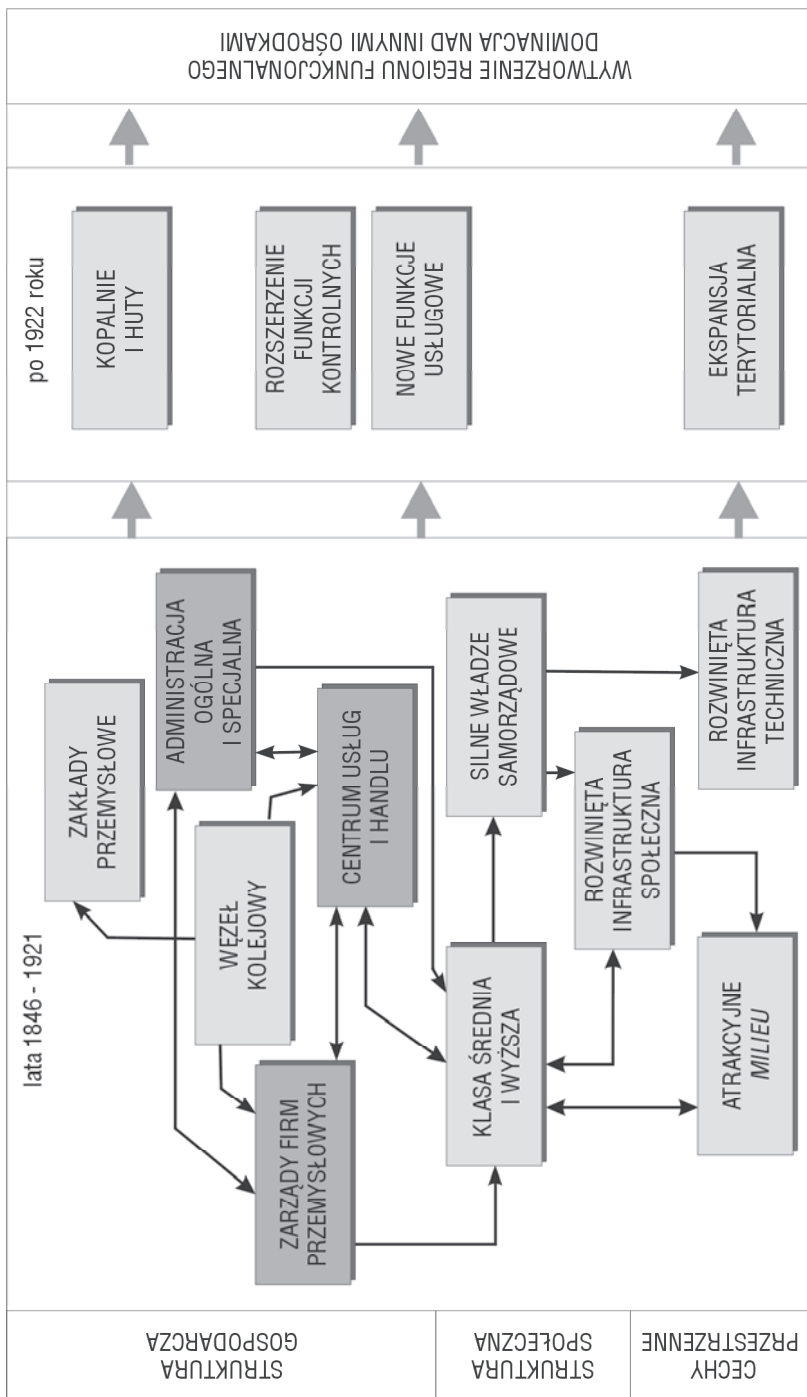 STRUKTURA
GOSPODARCZA
STRUKTURA
SPOŁECZNA
CECHY
PRZESTRZENNE
lata 1846 - 1921
ZAKŁADY
PRZEMYSŁOWE
ADMINISTRACJA
OGÓLNA
I SPECJALNA
WĘZEŁ
KOLEJOWY
ZARZĄDY FIRM
PRZEMYSŁOWYCH
CENTRUM USŁUG
I HANDLU
KLASA ŚREDNIA
I WYŻSZA
SILNE WŁADZE
SAMORZĄDOWE
ROZWINIĘTA
INFRASTRUKTURA
SPOŁECZNA
ATRAKCYJNE
MILIEU
ROZWINIĘTA
INFRASTRUKTURA
TECHNICZNA
po 1922 roku
KOPALNIE
I HUTY
ROZSZERZENIE
FUNKCJI
KONTROLNYCH
NOWE FUNKCJE
USŁUGOWE
EKSPANSJA
TERYTORIALNA
WYTWORZENIE REGIONU FUNKCJONALNEGO
DOMINACJA NAD INNYMI OŚRODKAMI